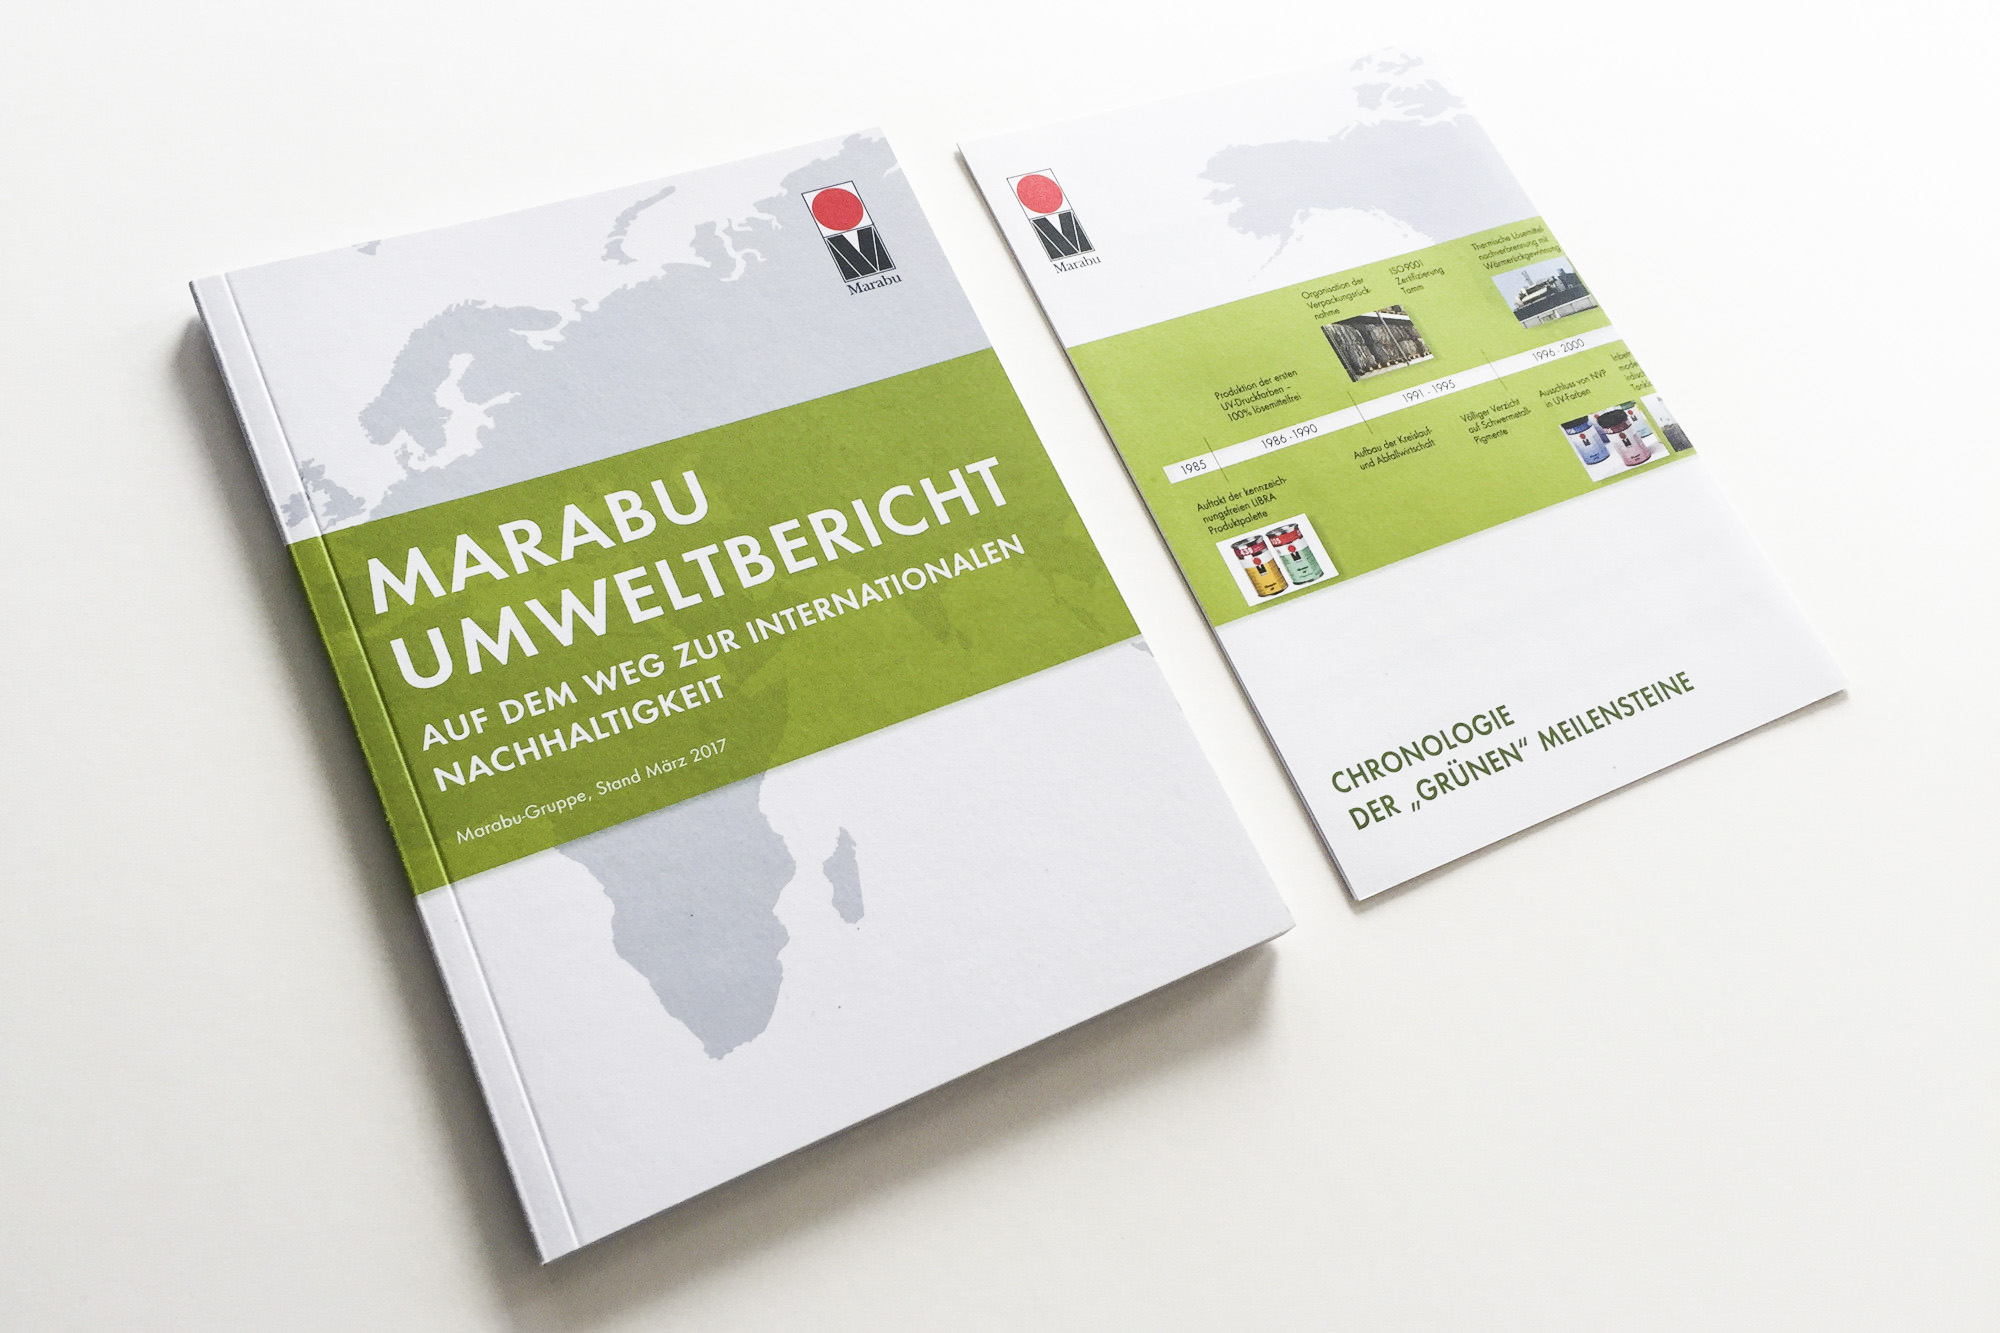 Marabu
MARABU
UMWELTBERICHT
AUF DEM WEG ZUR INTERNATIONALEN
NACHHALTIGKEIT
Marabu-Gruppe, Stand März 2017
Marabu
Thermische Lösemittel-
nachverbrennung mit
Wärmerückgewinnung
ISO9001
Zertifizierung
Tamm
Organisation der
Verpackungsrück-
nahme
Produktion der ersten
UV-Druckfarben –
100% lösemittelfrei
1985
1986 - 1990
1991 - 1995
1996 - 2000
Auftakt der kennzeich-
nungsfreien LIBRA
Produktpalette
Aufbau der Kreislauf-
und Abfallwirtschaft
Völliger Verzicht
auf Schwermetall-
Pigmente
Ausschluss von NVP
in UV-Farben
CHRONOLOGIE
DER „GRÜNEN“ MEILENSTEINE